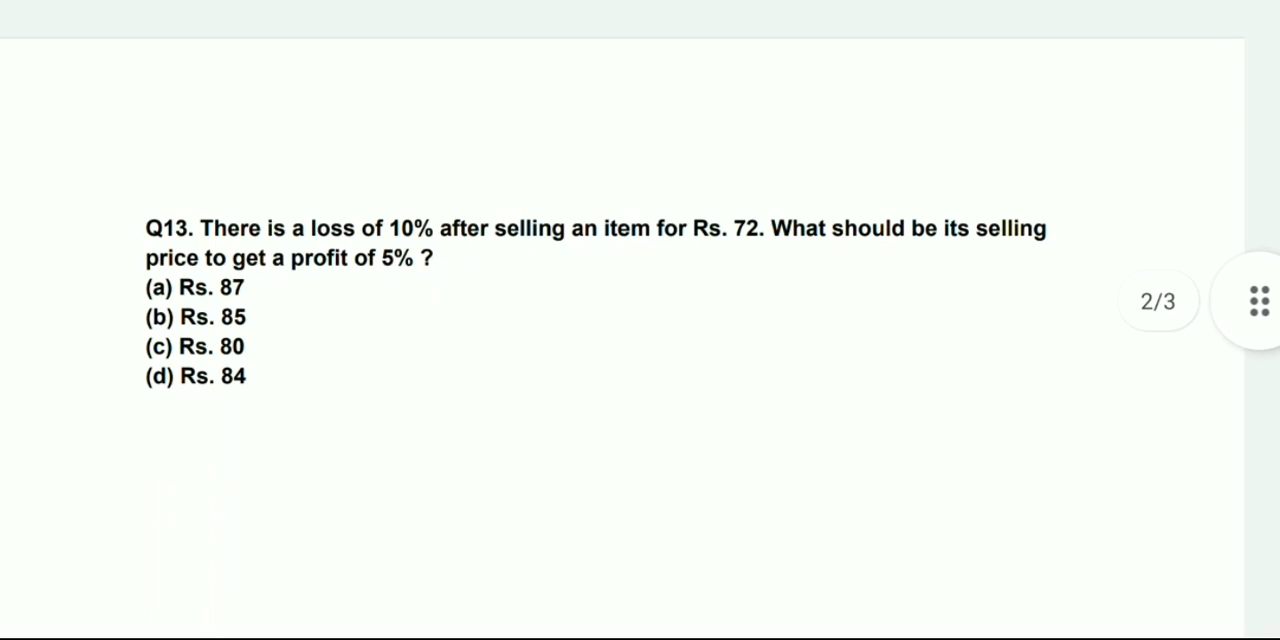 Q13. There is a loss of 10% after selling an item for Rs. 72. What should be its selling
price to get a profit of 5% ?
(a) Rs. 87
(b) Rs. 85
(c) Rs. 80
(d) Rs. 84
2/3